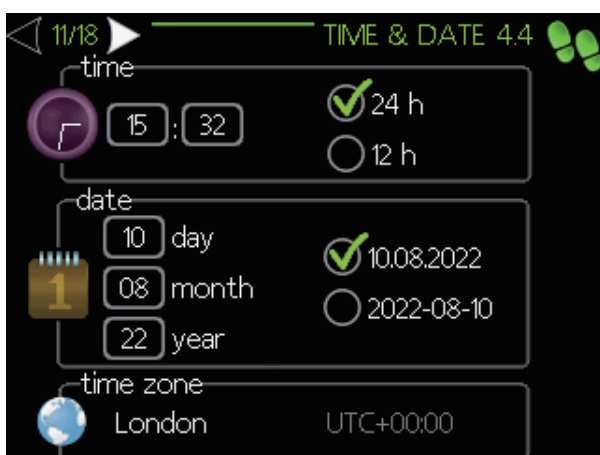 11/18 TIME & DATE 4.4
time
15 : 32
24 h
12 h
date
10 day
08 month
22 year
1
10.08.2022
2022-08-10
time zone
London UTC+00:00